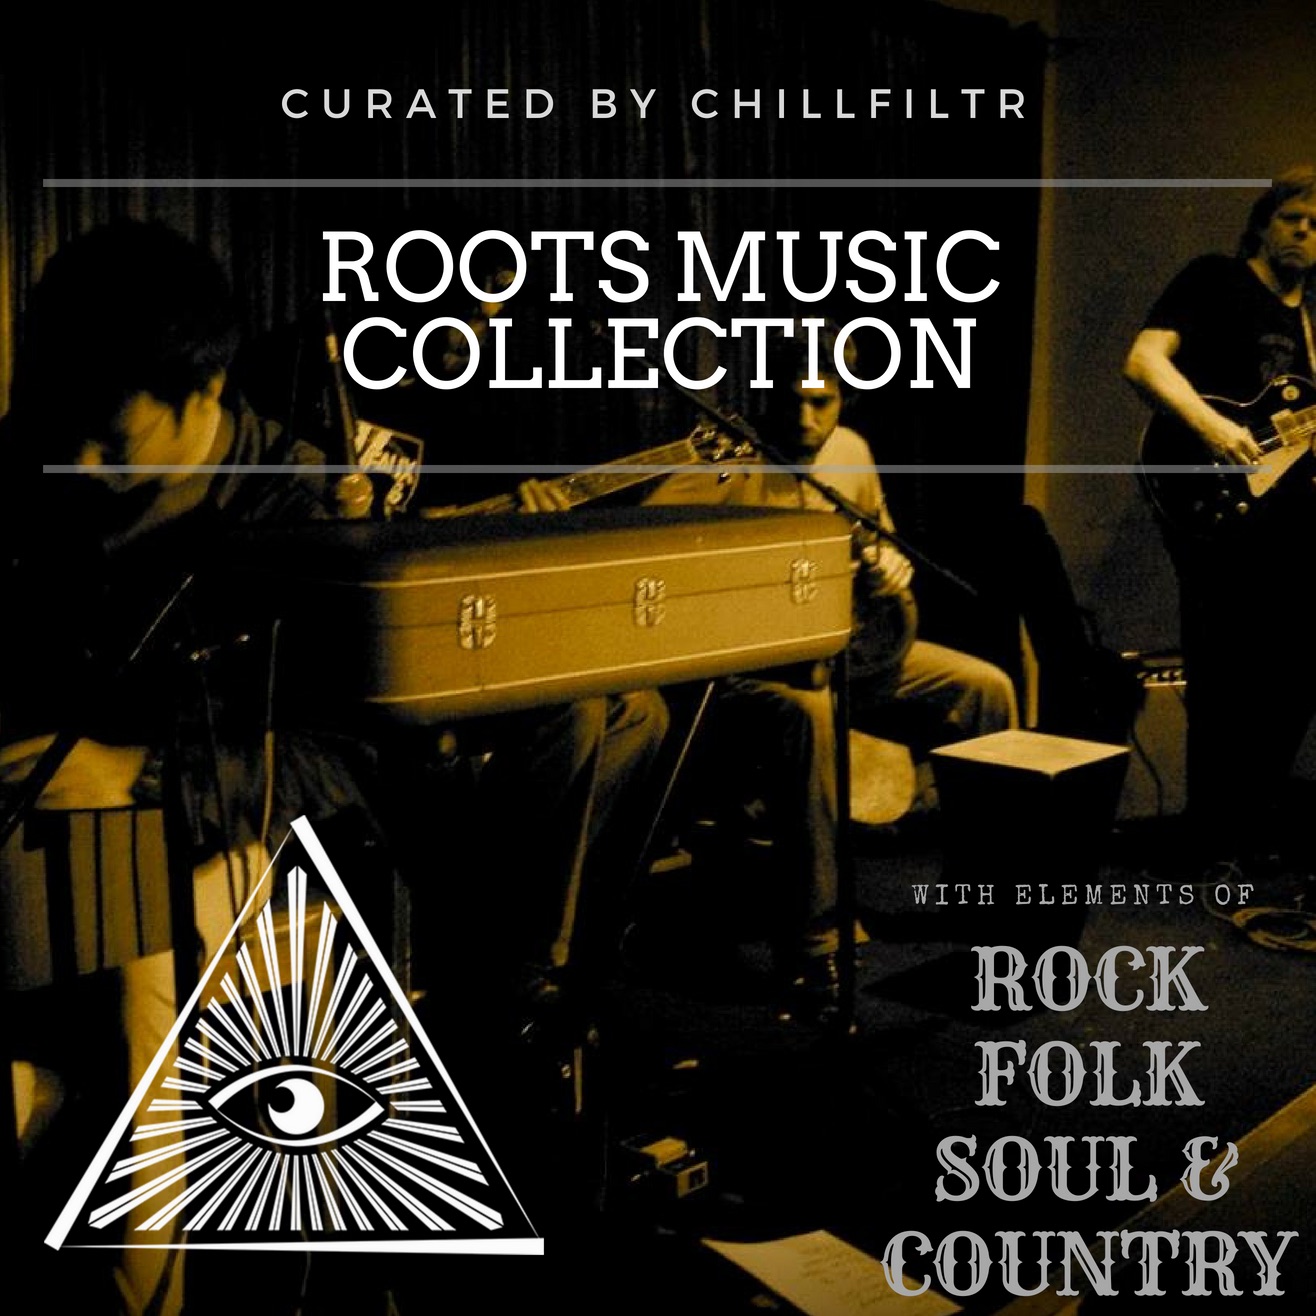 CURATED BY CHILLFILTR
ROOTS MUSIC
COLLECTION
WITH ELEMENTS OF
ROCK
FOLK
SOUL &
COUNTRY